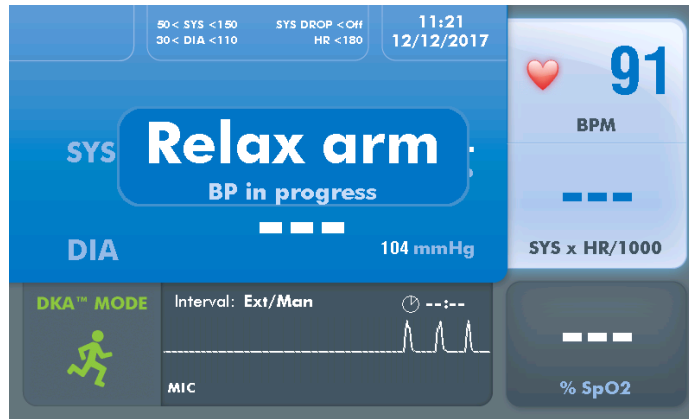 50< SYS <150 SYS DROP <Off
30< DIA <110 HR <180
11:21
12/12/2017
91
BPM
SYS
Relax arm
BP in progress
---
---
DIA
104 mmHg
SYS x HR/1000
DKA™ MODE
Interval: Ext/Man
--:--
MIC
---
% SpO2